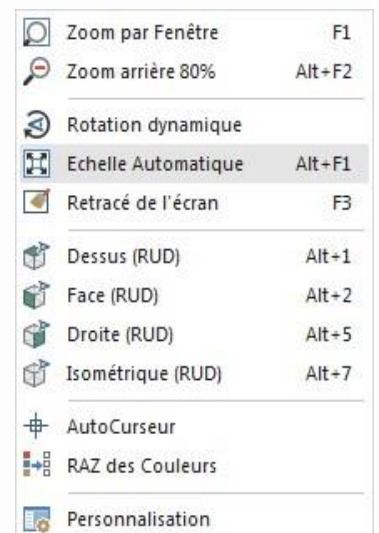 Zoom par Fenêtre F1
Zoom arrière 80% Alt+F2
Rotation dynamique
Echelle Automatique Alt+F1
Retracé de l'écran F3
Dessus (RUD) Alt+1
Face (RUD) Alt+2
Droite (RUD) Alt+5
Isométrique (RUD) Alt+7
AutoCurseur
RAZ des Couleurs
Personnalisation